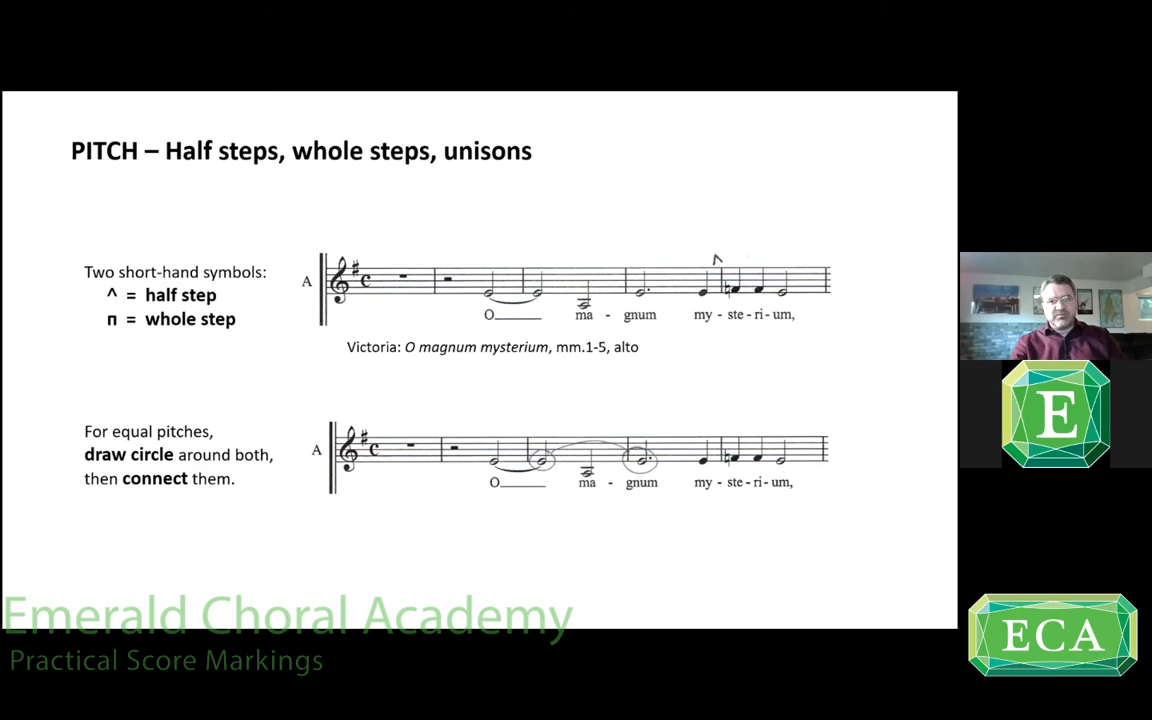 PITCH – Half steps, whole steps, unisons
Two short-hand symbols:
^ = half step
п = whole step
A
^
O_____ ma - gnum my - ste - ri - um,
Victoria: O magnum mysterium, mm.1-5, alto
For equal pitches,
draw circle around both,
then connect them.
A
O_____ ma - gnum my - ste - ri - um,
E
Emerald Choral Academy
Practical Score Markings
ECA